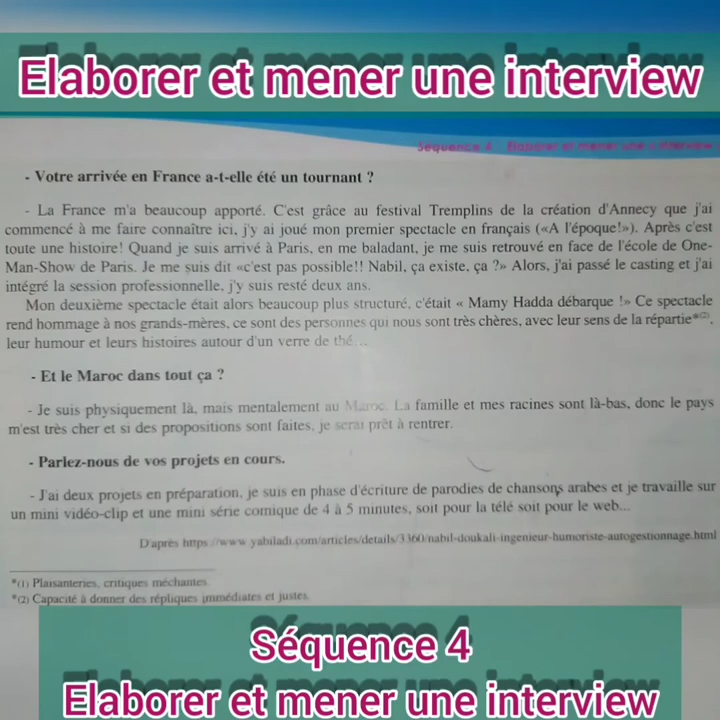 Elaborer et mener une interview
Séquence 4 Elaborer et mener une interview
- Votre arrivée en France a-t-elle été un tournant ?
- La France m'a beaucoup apporté. C'est grâce au festival Tremplins de la création d'Annecy que j'ai
commencé à me faire connaître ici, j'y ai joué mon premier spectacle en français («A l'époque!»). Après c'est
toute une histoire! Quand je suis arrivé à Paris, en me baladant, je me suis retrouvé en face de l'école de One-
Man-Show de Paris. Je me suis dit «c'est pas possible!! Nabil, ça existe, ça ?» Alors, j'ai passé le casting et j'ai
intégré la session professionnelle, j'y suis resté deux ans.
Mon deuxième spectacle était alors beaucoup plus structuré, c'était « Mamy Hadda débarque !» Ce spectacle
rend hommage à nos grands-mères, ce sont des personnes qui nous sont très chères, avec leur sens de la répartie*(2),
leur humour et leurs histoires autour d'un verre de thé...
- Et le Maroc dans tout ça ?
- Je suis physiquement là, mais mentalement au Maroc. La famille et mes racines sont là-bas, donc le pays
m'est très cher et si des propositions sont faites, je serai prêt à rentrer.
- Parlez-nous de vos projets en cours.
- J'ai deux projets en préparation, je suis en phase d'écriture de parodies de chansons arabes et je travaille sur
un mini vidéo-clip et une mini série comique de 4 à 5 minutes, soit pour la télé soit pour le web...
D'après https://www.yabiladi.com/articles/details/3360/nabil-doukali-ingenieur-humoriste-autogestionnage.html
*(1) Plaisanteries, critiques méchantes.
*(2) Capacité à donner des répliques immédiates et justes.
Séquence 4
Elaborer et mener une interview